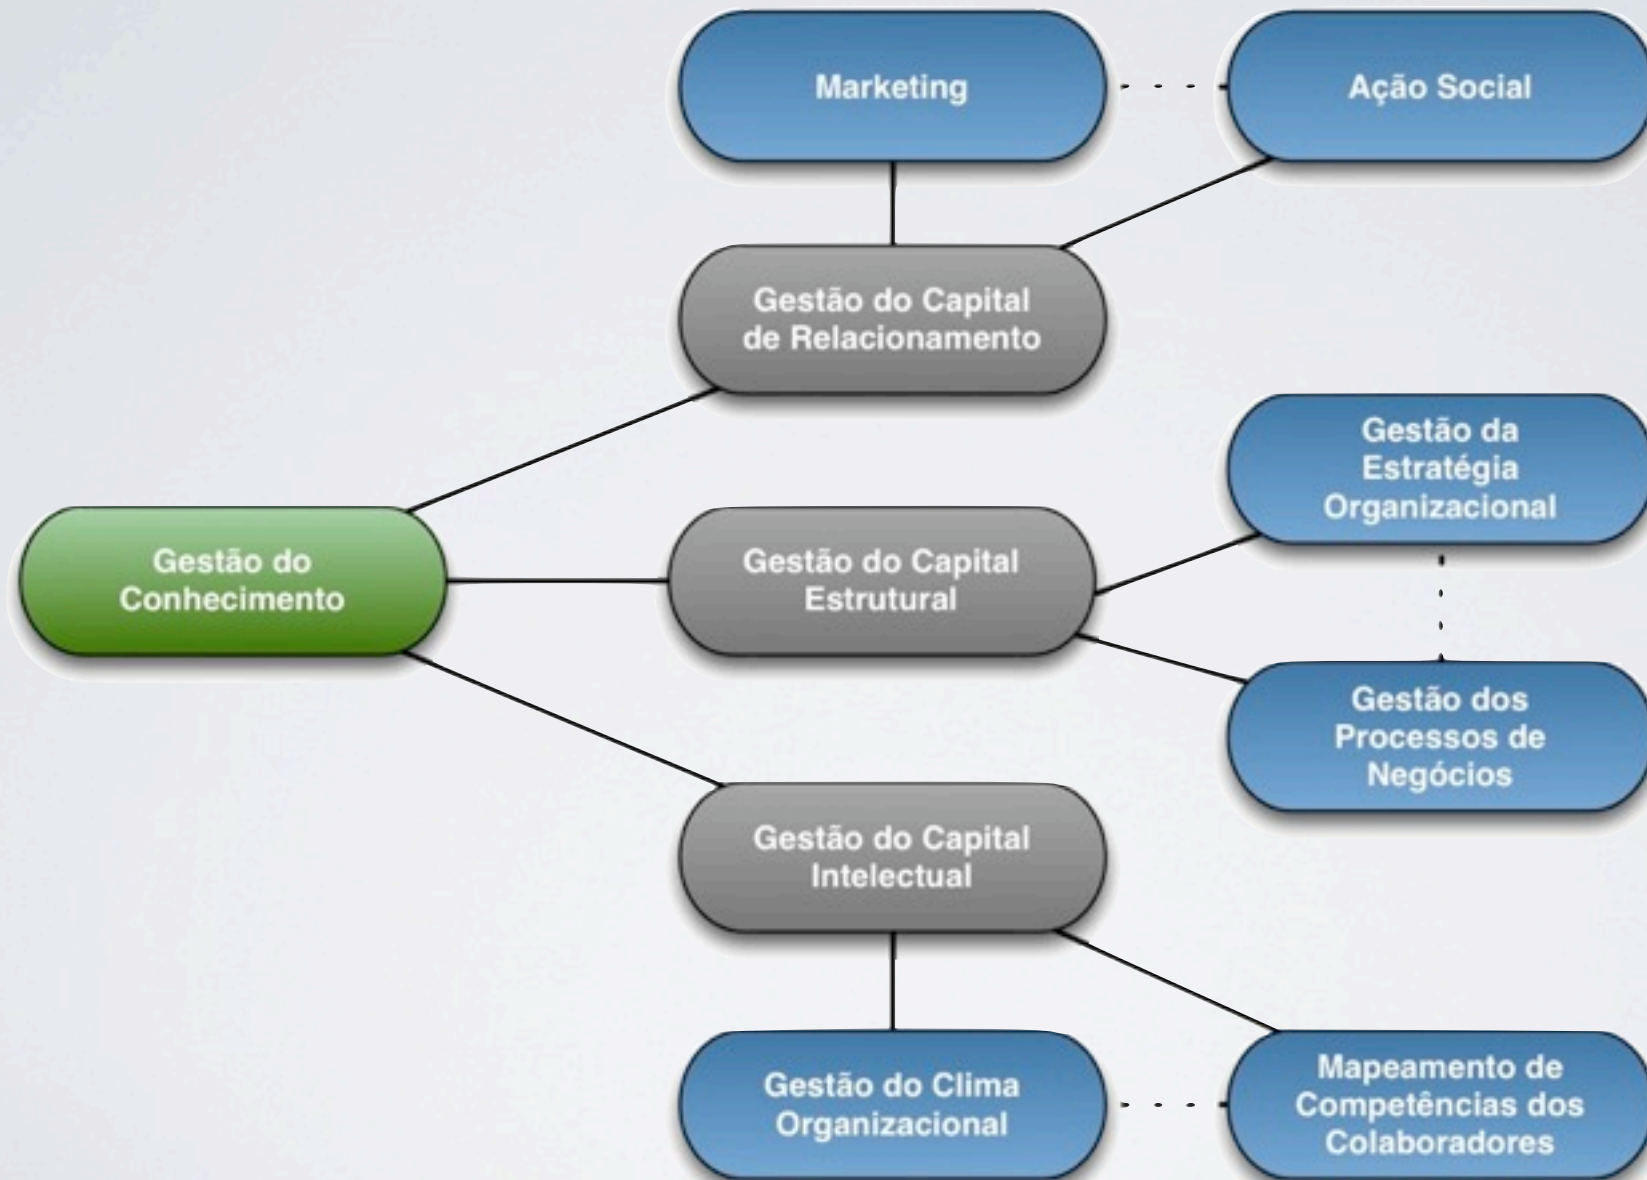 Marketing
Ação Social
Gestão do Capital
de Relacionamento
Gestão da
Estratégia
Organizacional
Gestão do
Conhecimento
Gestão do Capital
Estrutural
Gestão dos
Processos de
Negócios
Gestão do Capital
Intelectual
Gestão do Clima
Organizacional
Mapeamento de
Competências dos
Colaboradores